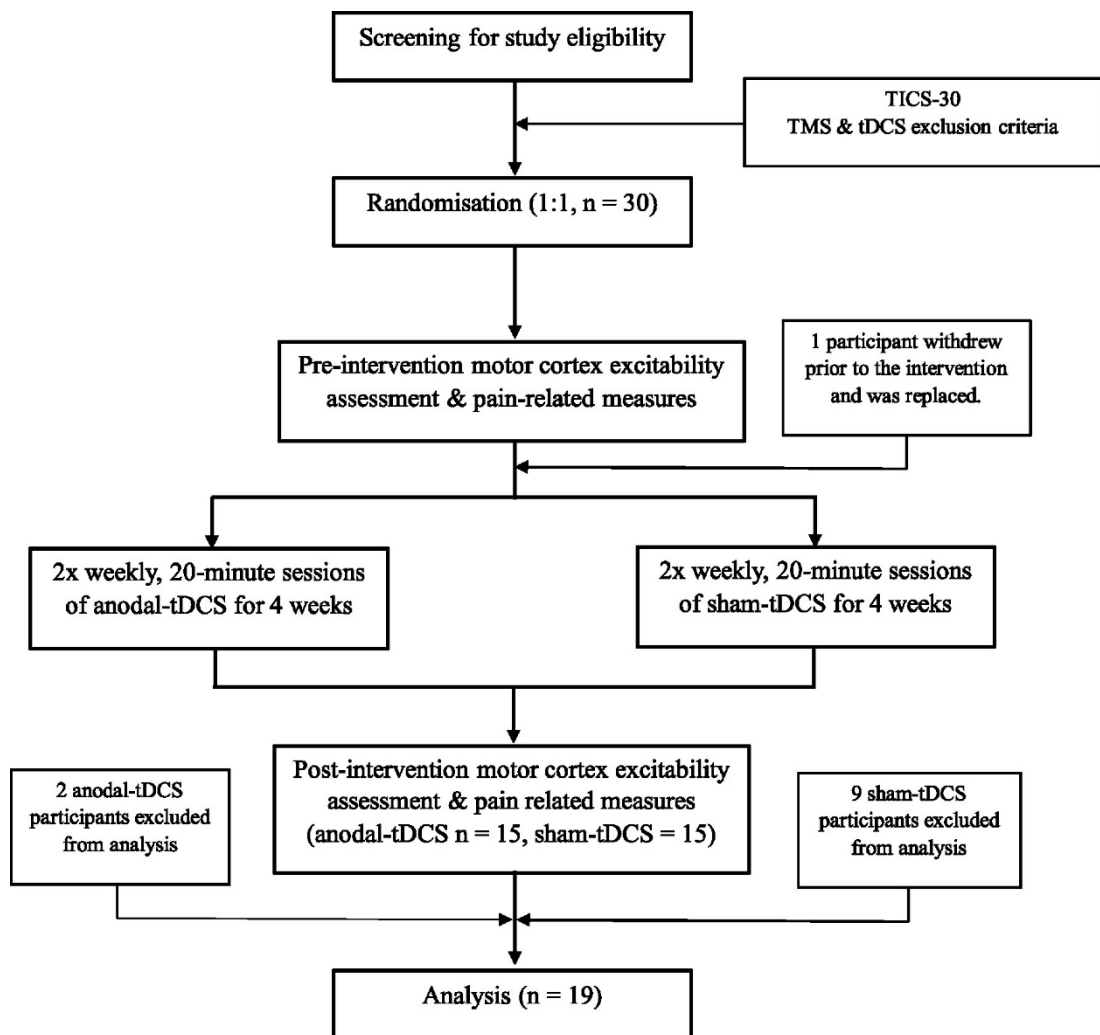 Screening for study eligibility
TICS-30
TMS & tDCS exclusion criteria
Randomisation (1:1, n = 30)
Pre-intervention motor cortex excitability
assessment & pain-related measures
1 participant withdrew
prior to the intervention
and was replaced.
2x weekly, 20-minute sessions
of anodal-tDCS for 4 weeks
2x weekly, 20-minute sessions
of sham-tDCS for 4 weeks
Post-intervention motor cortex excitability
assessment & pain related measures
(anodal-tDCS n = 15, sham-tDCS = 15)
2 anodal-tDCS
participants excluded
from analysis
9 sham-tDCS
participants excluded
from analysis
Analysis (n = 19)